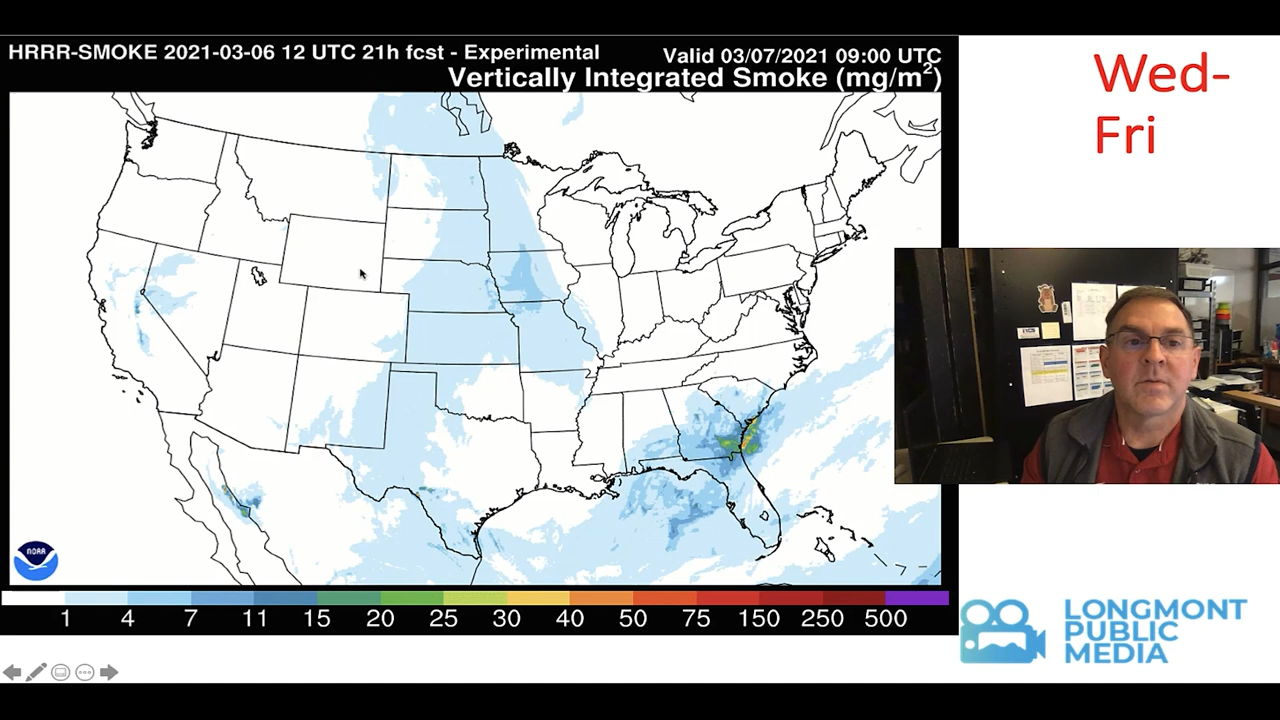 HRRR-SMOKE 2021-03-06 12 UTC 21h fcst - Experimental
Valid 03/07/2021 09:00 UTC
Vertically Integrated Smoke (mg/m²)
Wed-
Fri
NOAA
1 4 7 11 15 20 25 30 40 50 75 150 250 500
LONGMONT
PUBLIC
MEDIA